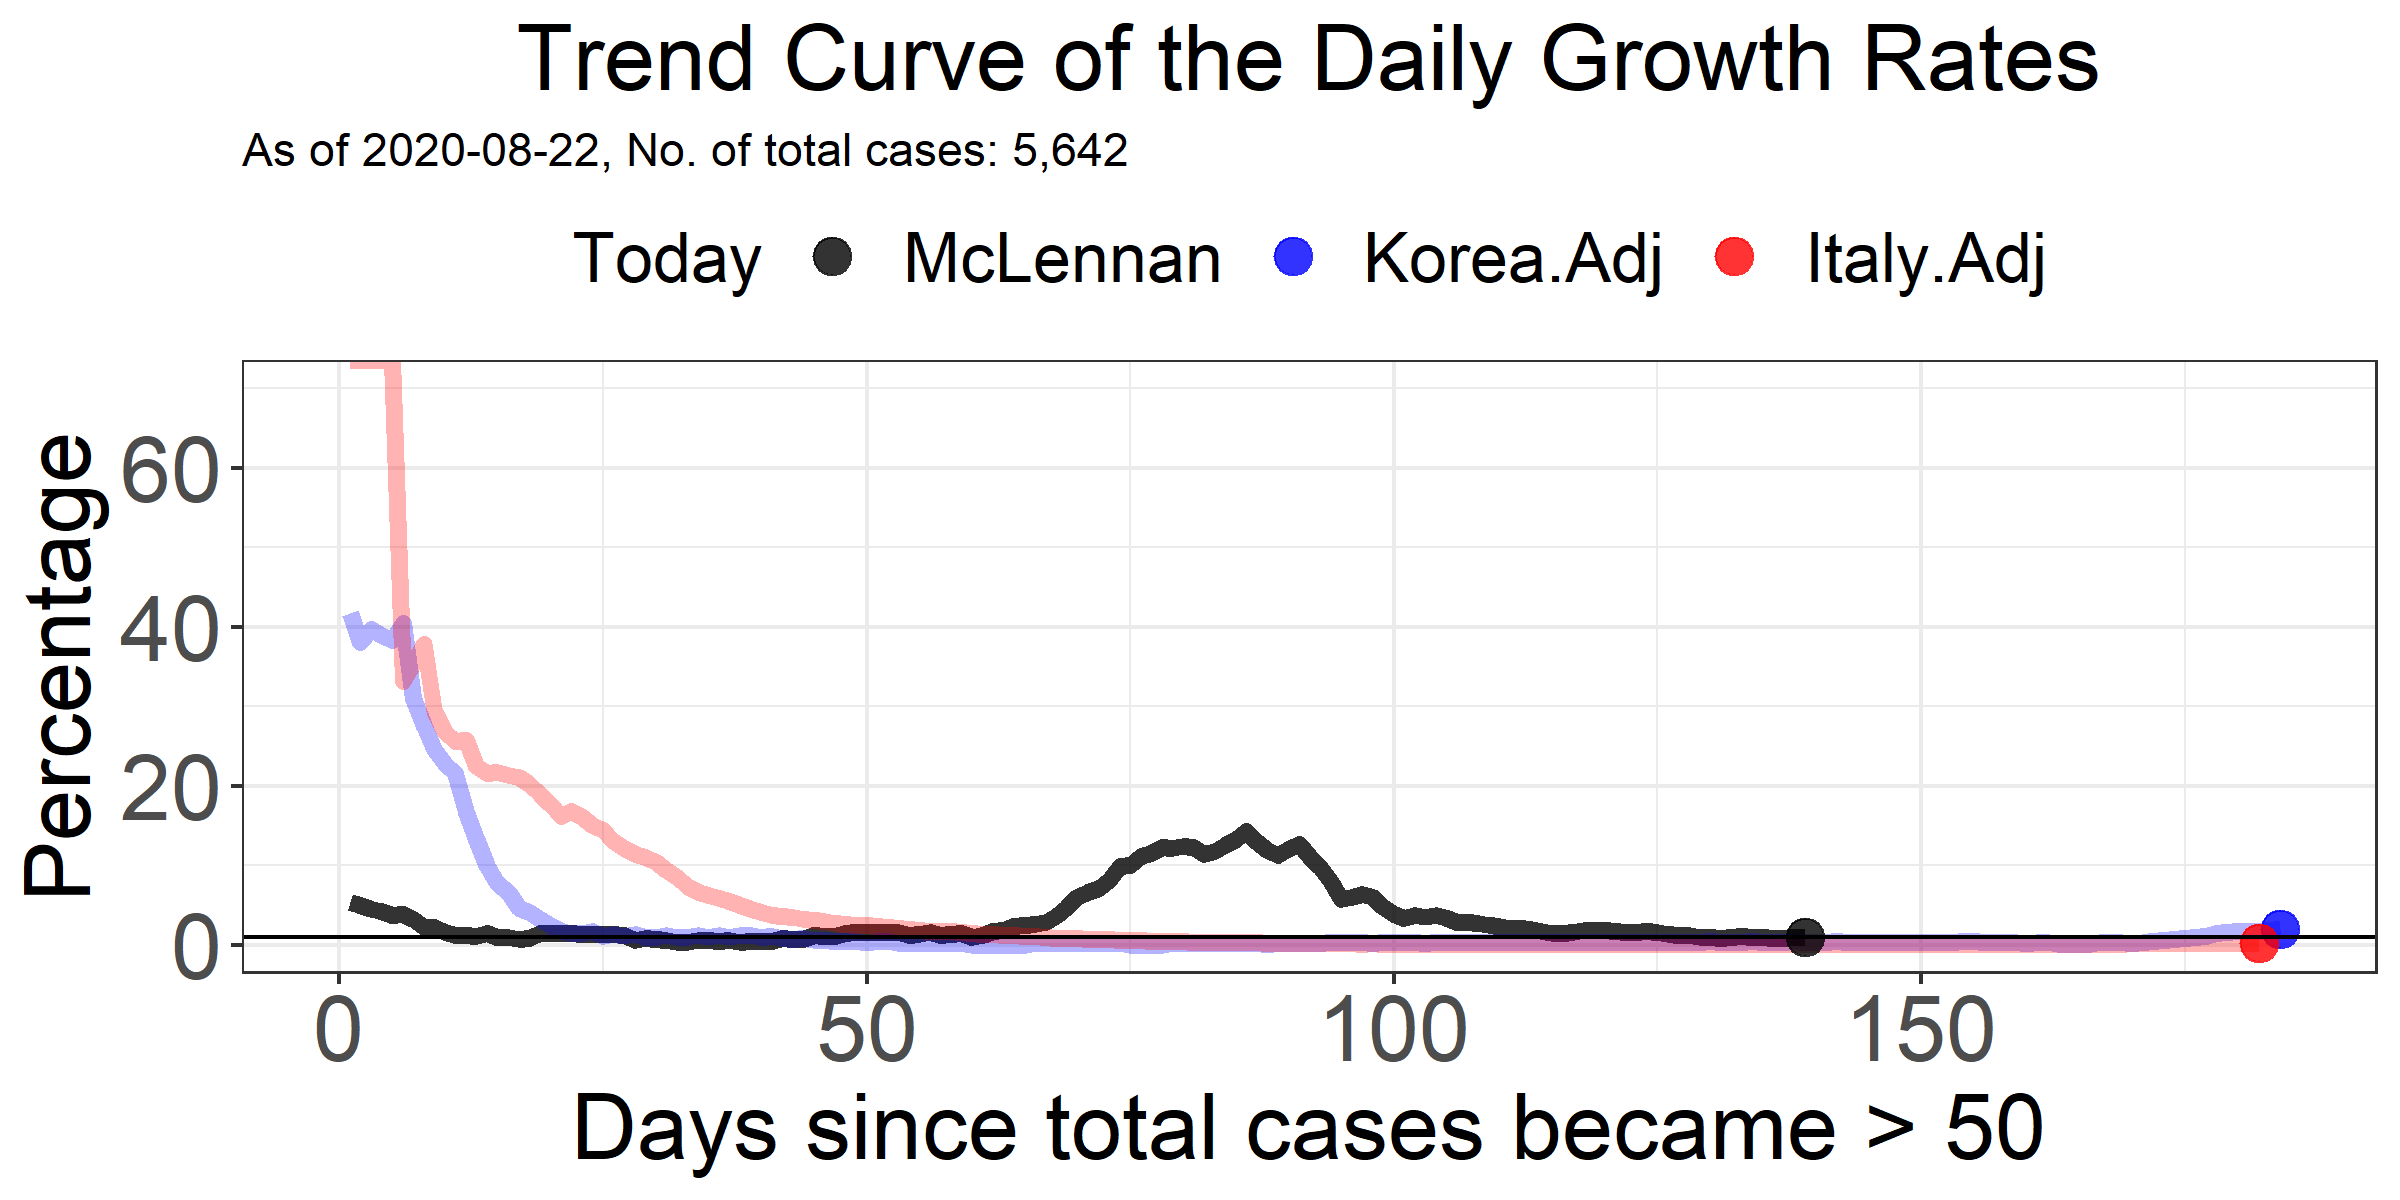 Trend Curve of the Daily Growth Rates
As of 2020-08-22, No. of total cases: 5,642
Today McLennan Korea.Adj Italy.Adj
Percentage
60
40
20
0
0 50 100 150
Days since total cases became > 50